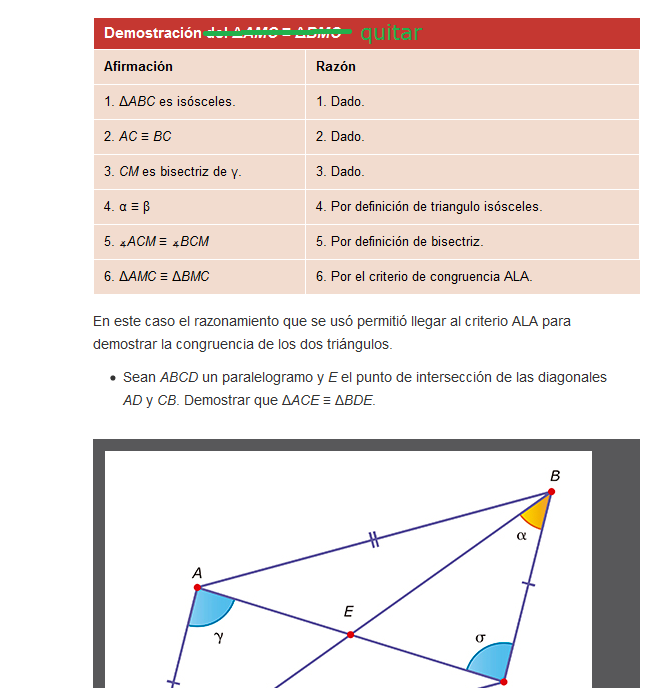 Demostración del ΔAMC ≡ ΔBMC quitar
Afirmación Razón
1. ΔABC es isósceles. 1. Dado.
2. AC ≡ BC 2. Dado.
3. CM es bisectriz de γ. 3. Dado.
4. α ≡ β 4. Por definición de triangulo isósceles.
5. ∡ACM ≡ ∡BCM 5. Por definición de bisectriz.
6. ΔAMC ≡ ΔBMC 6. Por el criterio de congruencia ALA.
En este caso el razonamiento que se usó permitió llegar al criterio ALA para
demostrar la congruencia de los dos triángulos.
• Sean ABCD un paralelogramo y E el punto de intersección de las diagonales
AD y CB. Demostrar que ΔACE ≡ ΔBDE.
B
α
A
E
γ
σ